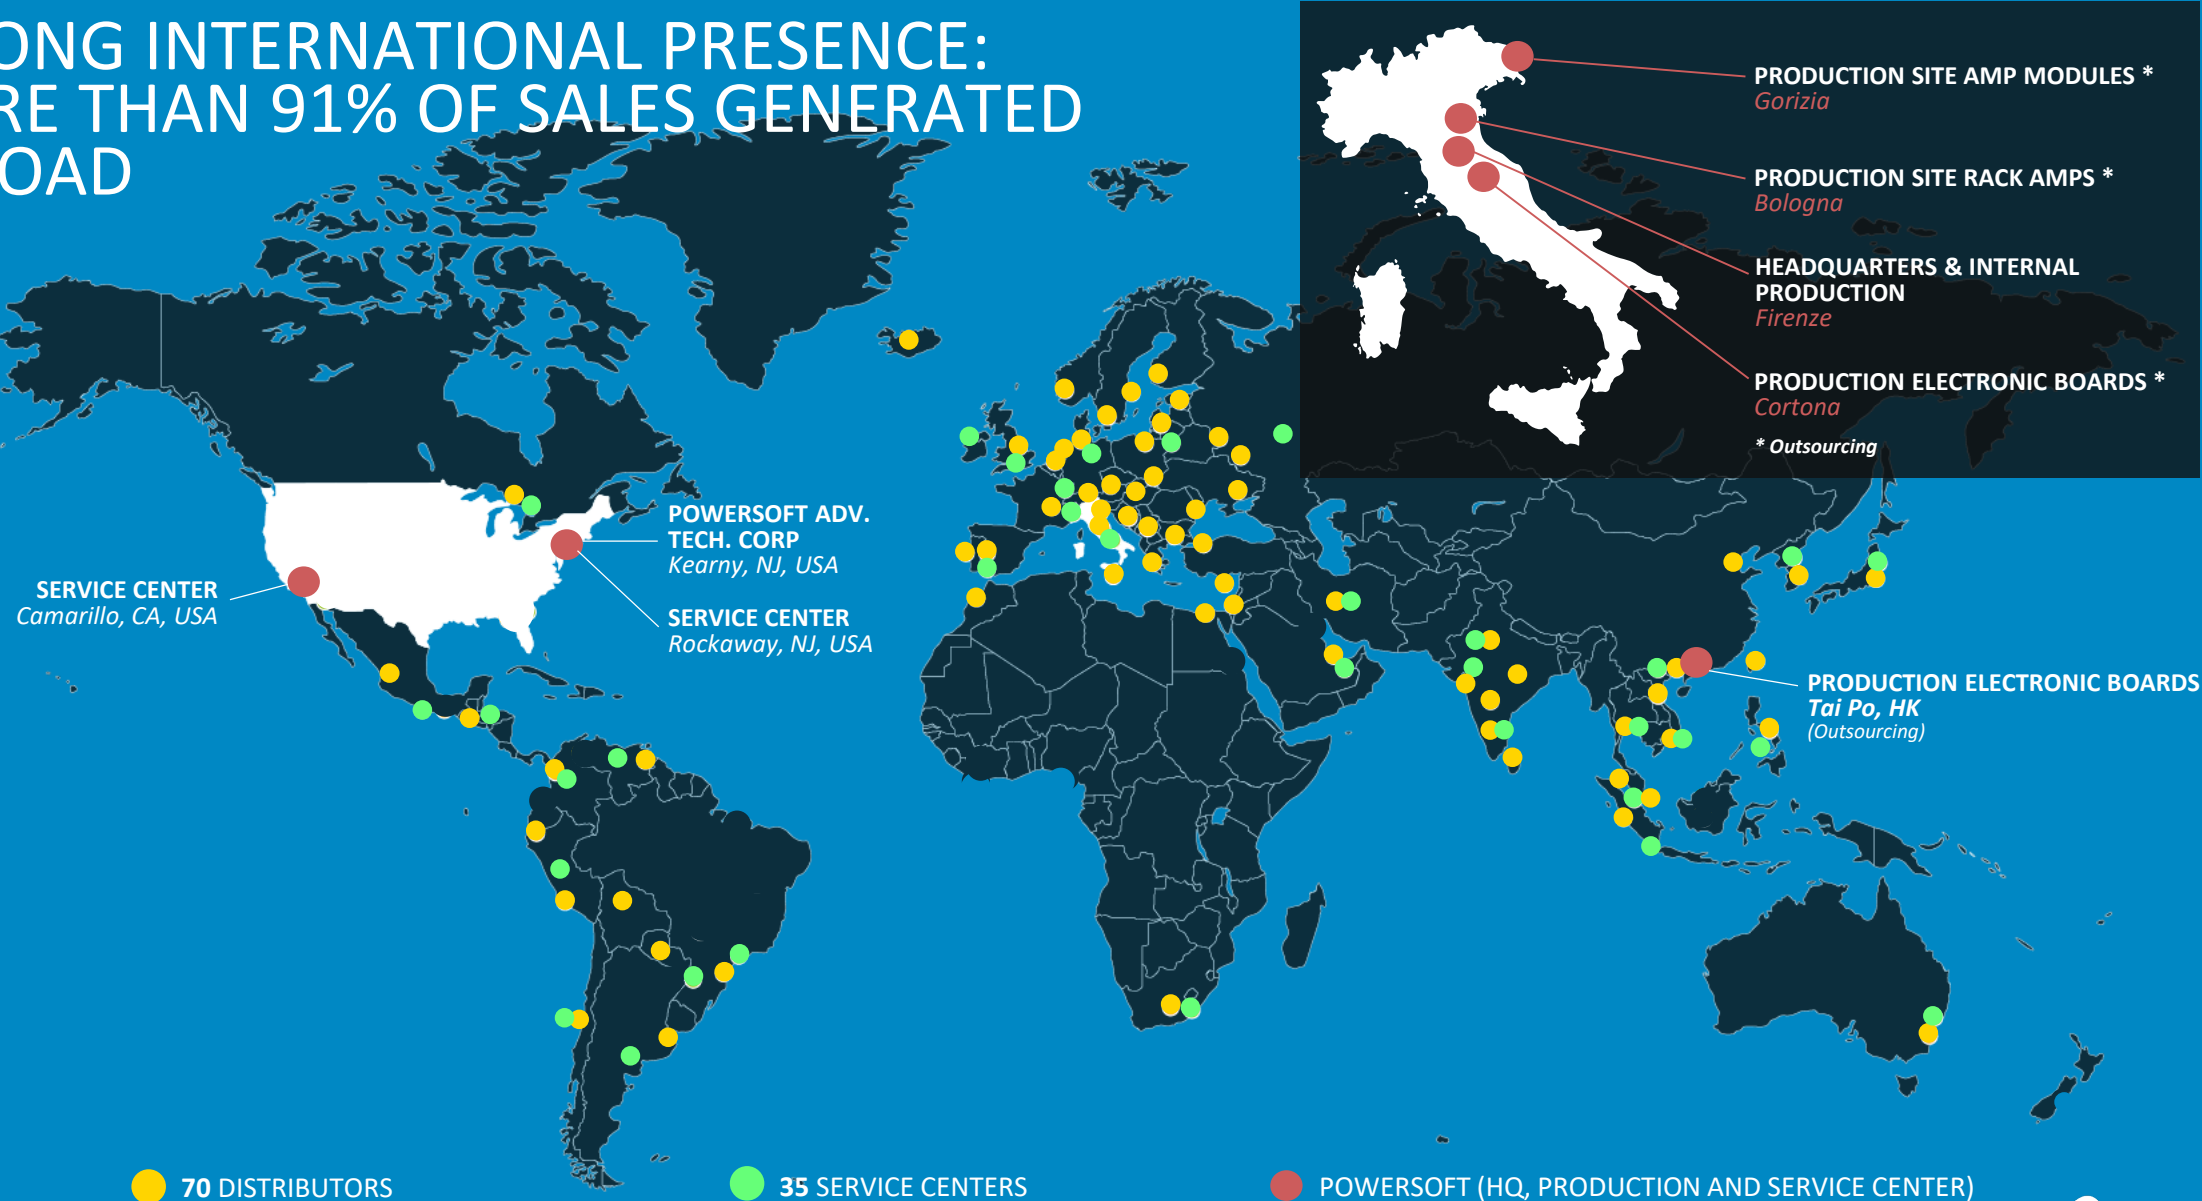 ONG INTERNATIONAL PRESENCE:
RE THAN 91% OF SALES GENERATED
OAD
PRODUCTION SITE AMP MODULES *
Gorizia
PRODUCTION SITE RACK AMPS *
Bologna
HEADQUARTERS & INTERNAL
PRODUCTION
Firenze
PRODUCTION ELECTRONIC BOARDS *
Cortona
* Outsourcing
POWERSOFT ADV.
TECH. CORP
Kearny, NJ, USA
SERVICE CENTER
Camarillo, CA, USA
SERVICE CENTER
Rockaway, NJ, USA
PRODUCTION ELECTRONIC BOARDS
Tai Po, HK
(Outsourcing)
70 DISTRIBUTORS
35 SERVICE CENTERS
POWERSOFT (HQ, PRODUCTION AND SERVICE CENTER)